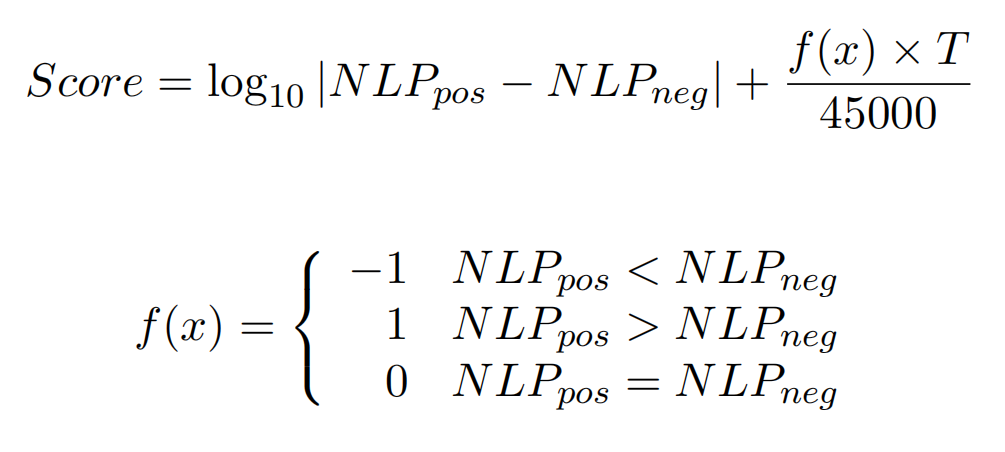 Score = log₁₀ |NLP_pos − NLP_neg| + f(x) × T / 45000
f(x) = { −1 NLP_pos < NLP_neg
1 NLP_pos > NLP_neg
0 NLP_pos = NLP_neg